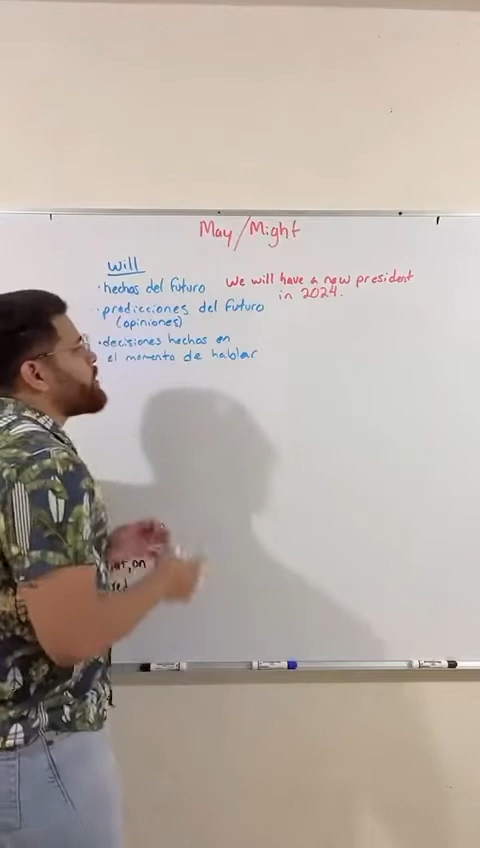 May/Might
Will
• hechos del futuro
We will have a new president
in 2024.
• predicciones del futuro
(opiniones)
• decisiones hechas en
el momento de hablar
on